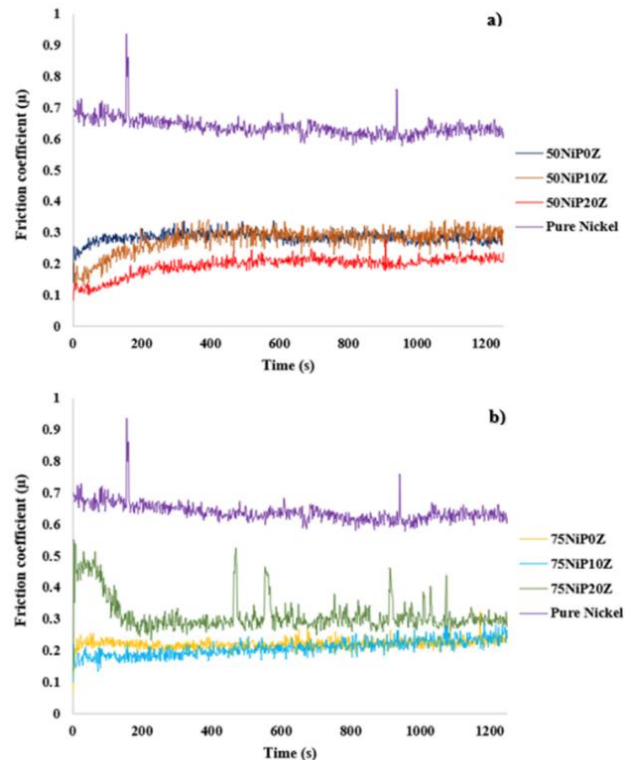 a)
1
0.9
0.8
0.7
0.6
0.5
0.4
0.3
0.2
0.1
0
Friction coefficient (μ)
0 200 400 600 800 1000 1200
Time (s)
50NiP0Z
50NiP10Z
50NiP20Z
Pure Nickel
b)
1
0.9
0.8
0.7
0.6
0.5
0.4
0.3
0.2
0.1
0
Friction coefficient (μ)
0 200 400 600 800 1000 1200
Time (s)
75NiP0Z
75NiP10Z
75NiP20Z
Pure Nickel